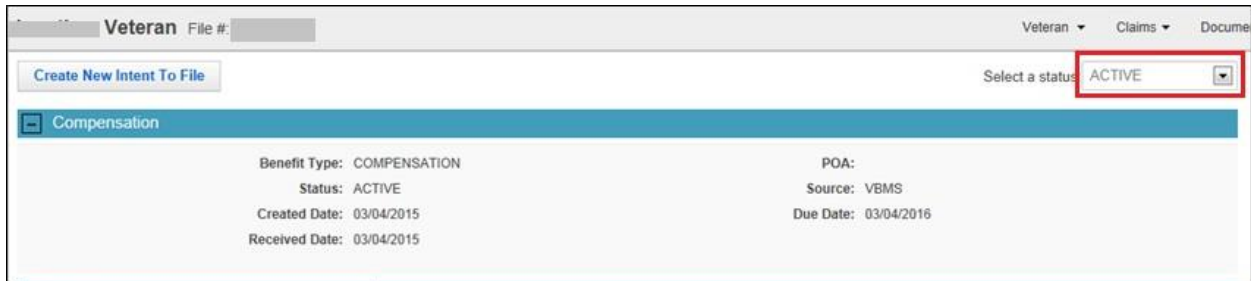 Veteran File #:
Veteran Claims
Create New Intent To File
Select a status ACTIVE
Compensation
Benefit Type: COMPENSATION
Status: ACTIVE
Created Date: 03/04/2015
Received Date: 03/04/2015
POA:
Source: VBMS
Due Date: 03/04/2016